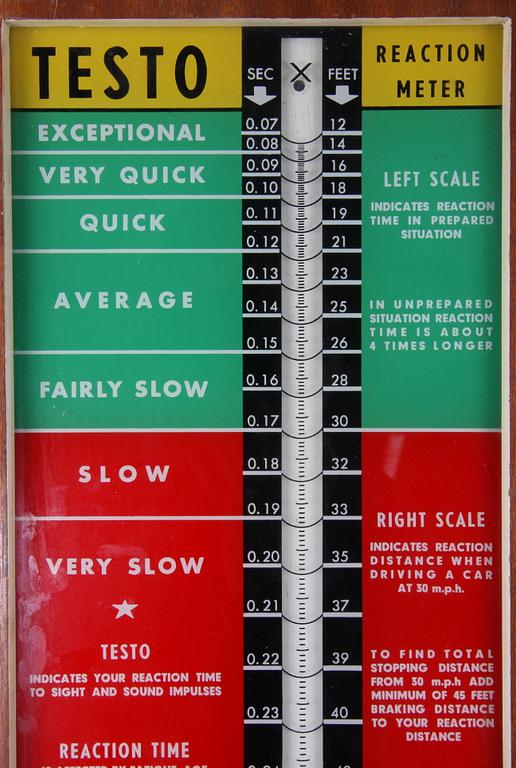 TESTO
SEC X FEET
REACTION
METER
EXCEPTIONAL
VERY QUICK
QUICK
AVERAGE
FAIRLY SLOW
SLOW
VERY SLOW
★
TESTO
INDICATES YOUR REACTION TIME
TO SIGHT AND SOUND IMPULSES
REACTION TIME
IS AFFECTED BY FATIGUE, AGE
0.07 12
0.08 14
0.09 16
0.10 18
0.11 19
0.12 21
0.13 23
0.14 25
0.15 26
0.16 28
0.17 30
0.18 32
0.19 33
0.20 35
0.21 37
0.22 39
0.23 40
LEFT SCALE
INDICATES REACTION
TIME IN PREPARED
SITUATION
IN UNPREPARED
SITUATION REACTION
TIME IS ABOUT
4 TIMES LONGER
RIGHT SCALE
INDICATES REACTION
DISTANCE WHEN
DRIVING A CAR
AT 30 m.p.h.
TO FIND TOTAL
STOPPING DISTANCE
FROM 30 m.p.h ADD
MINIMUM OF 45 FEET
BRAKING DISTANCE
TO YOUR REACTION
DISTANCE